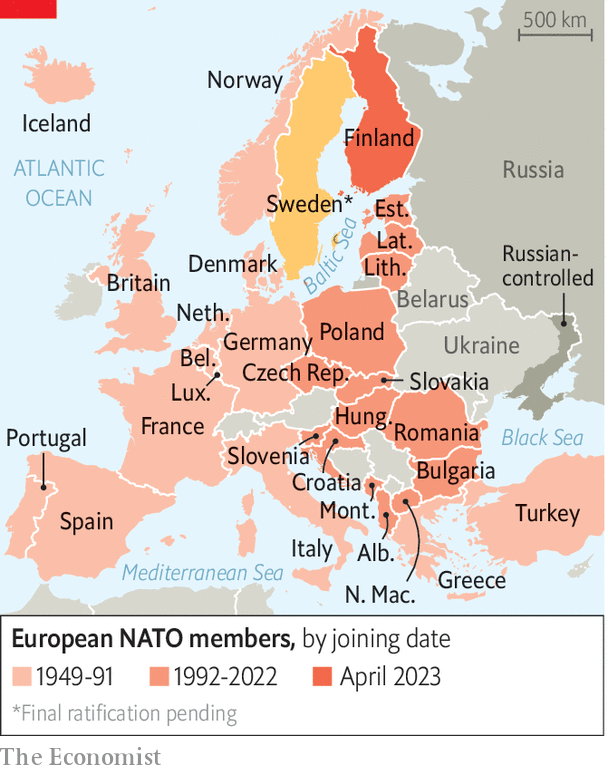 500 km
Norway
Iceland
Finland
ATLANTIC
OCEAN
Russia
Sweden*
Est.
Baltic Sea
Lat.
Russian-
controlled
Denmark
Lith.
Britain
Belarus
Neth.
Poland
Germany
Ukraine
Bel.
Czech Rep.
Slovakia
Lux.
Hung.
France
Romania
Portugal
Black Sea
Slovenia
Bulgaria
Croatia
Mont.
Spain
Turkey
Italy
Alb.
Mediterranean Sea
Greece
N. Mac.
European NATO members, by joining date
1949-91 1992-2022 April 2023
*Final ratification pending
The Economist